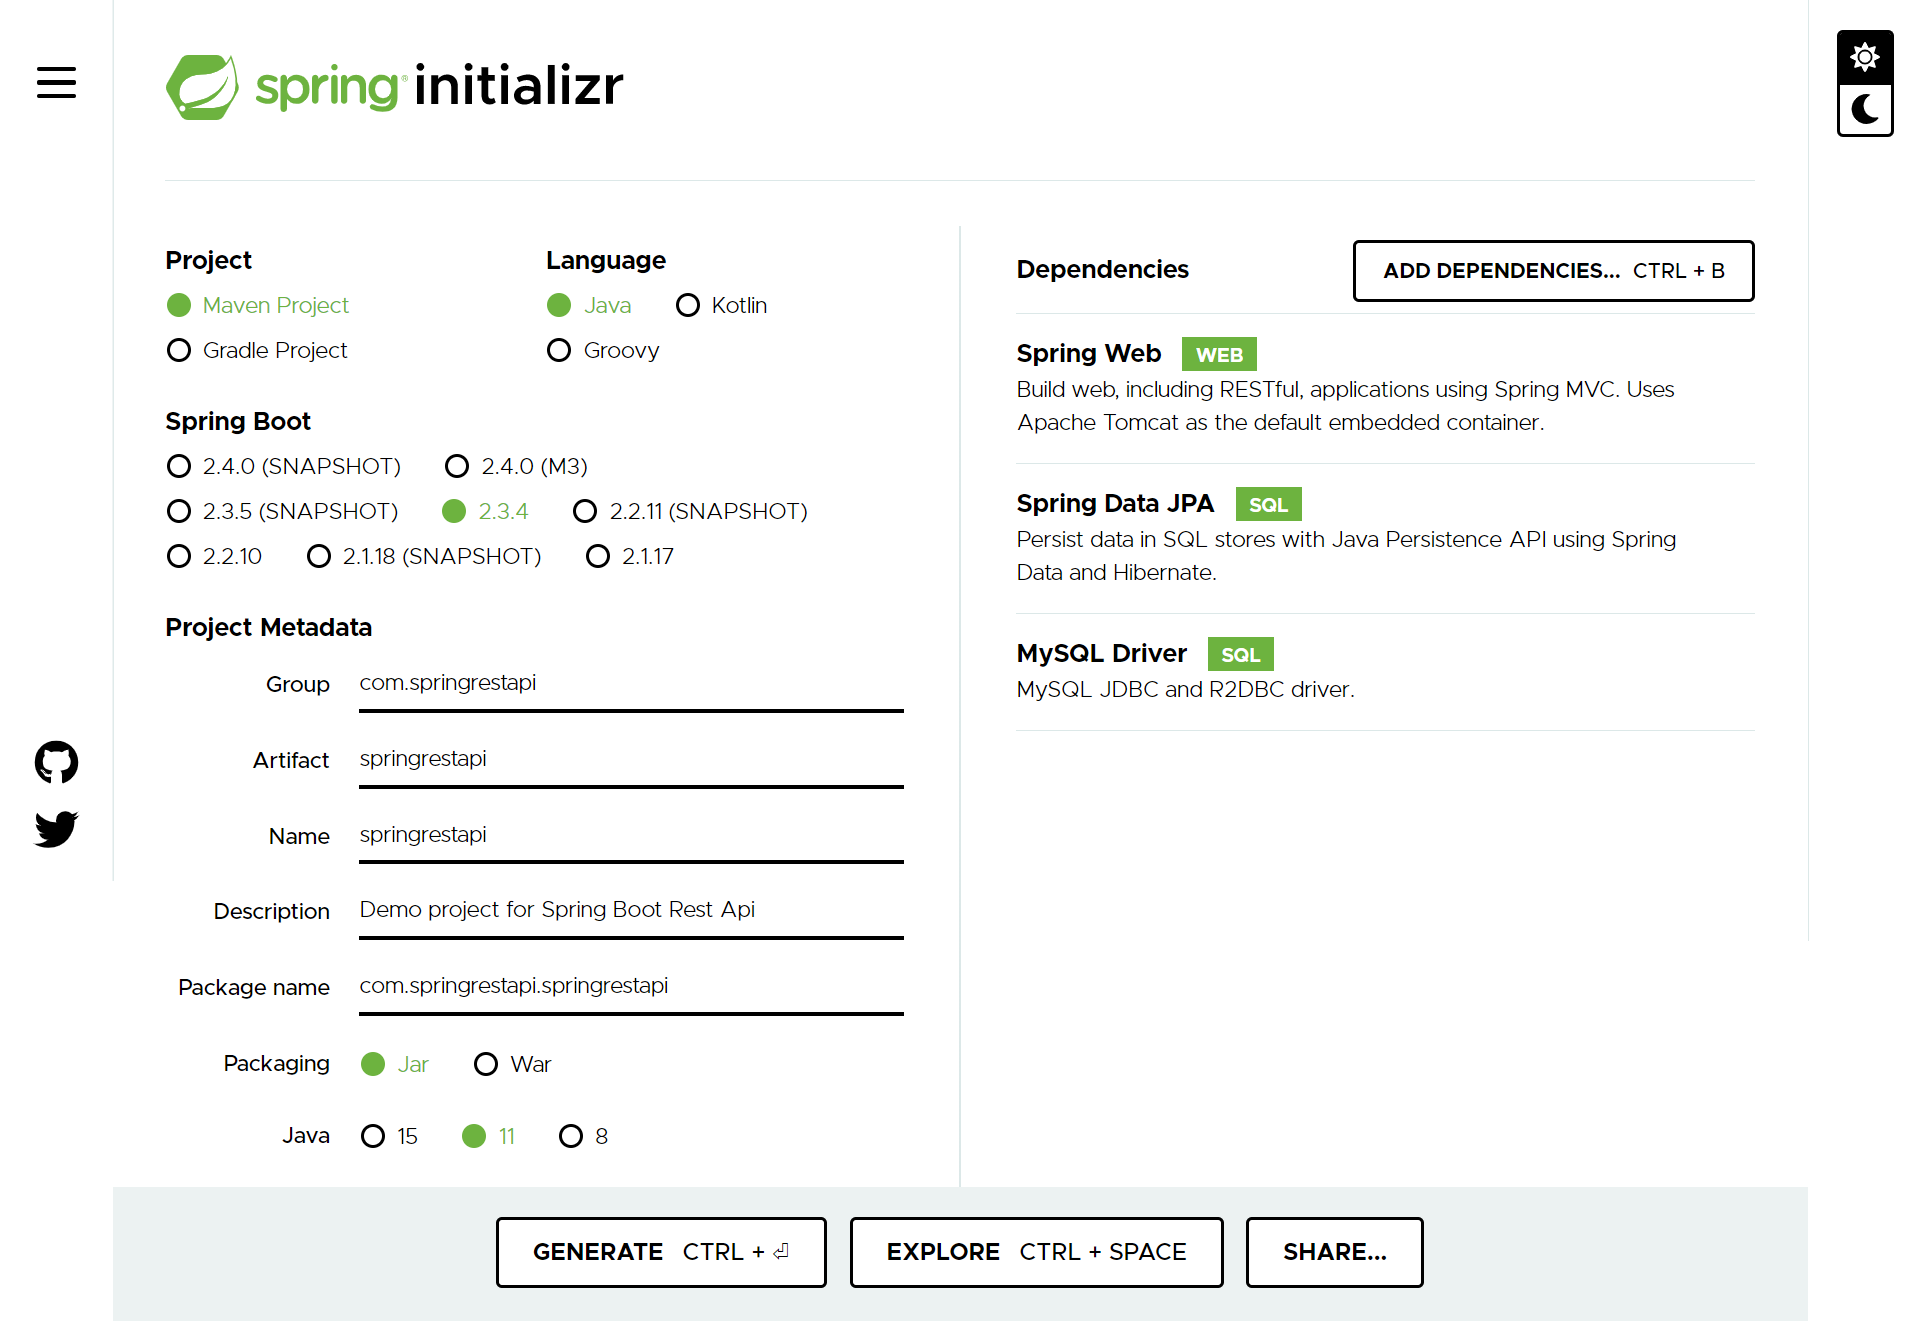 spring® initializr
Project
Maven Project
Gradle Project
Language
Java Kotlin
Groovy
Spring Boot
2.4.0 (SNAPSHOT) 2.4.0 (M3)
2.3.5 (SNAPSHOT) 2.3.4 2.2.11 (SNAPSHOT)
2.2.10 2.1.18 (SNAPSHOT) 2.1.17
Project Metadata
Group com.springrestapi
Artifact springrestapi
Name springrestapi
Description Demo project for Spring Boot Rest Api
Package name com.springrestapi.springrestapi
Packaging Jar War
Java 15 11 8
Dependencies ADD DEPENDENCIES... CTRL + B
Spring Web WEB
Build web, including RESTful, applications using Spring MVC. Uses
Apache Tomcat as the default embedded container.
Spring Data JPA SQL
Persist data in SQL stores with Java Persistence API using Spring
Data and Hibernate.
MySQL Driver SQL
MySQL JDBC and R2DBC driver.
GENERATE CTRL + ⏎ EXPLORE CTRL + SPACE SHARE...